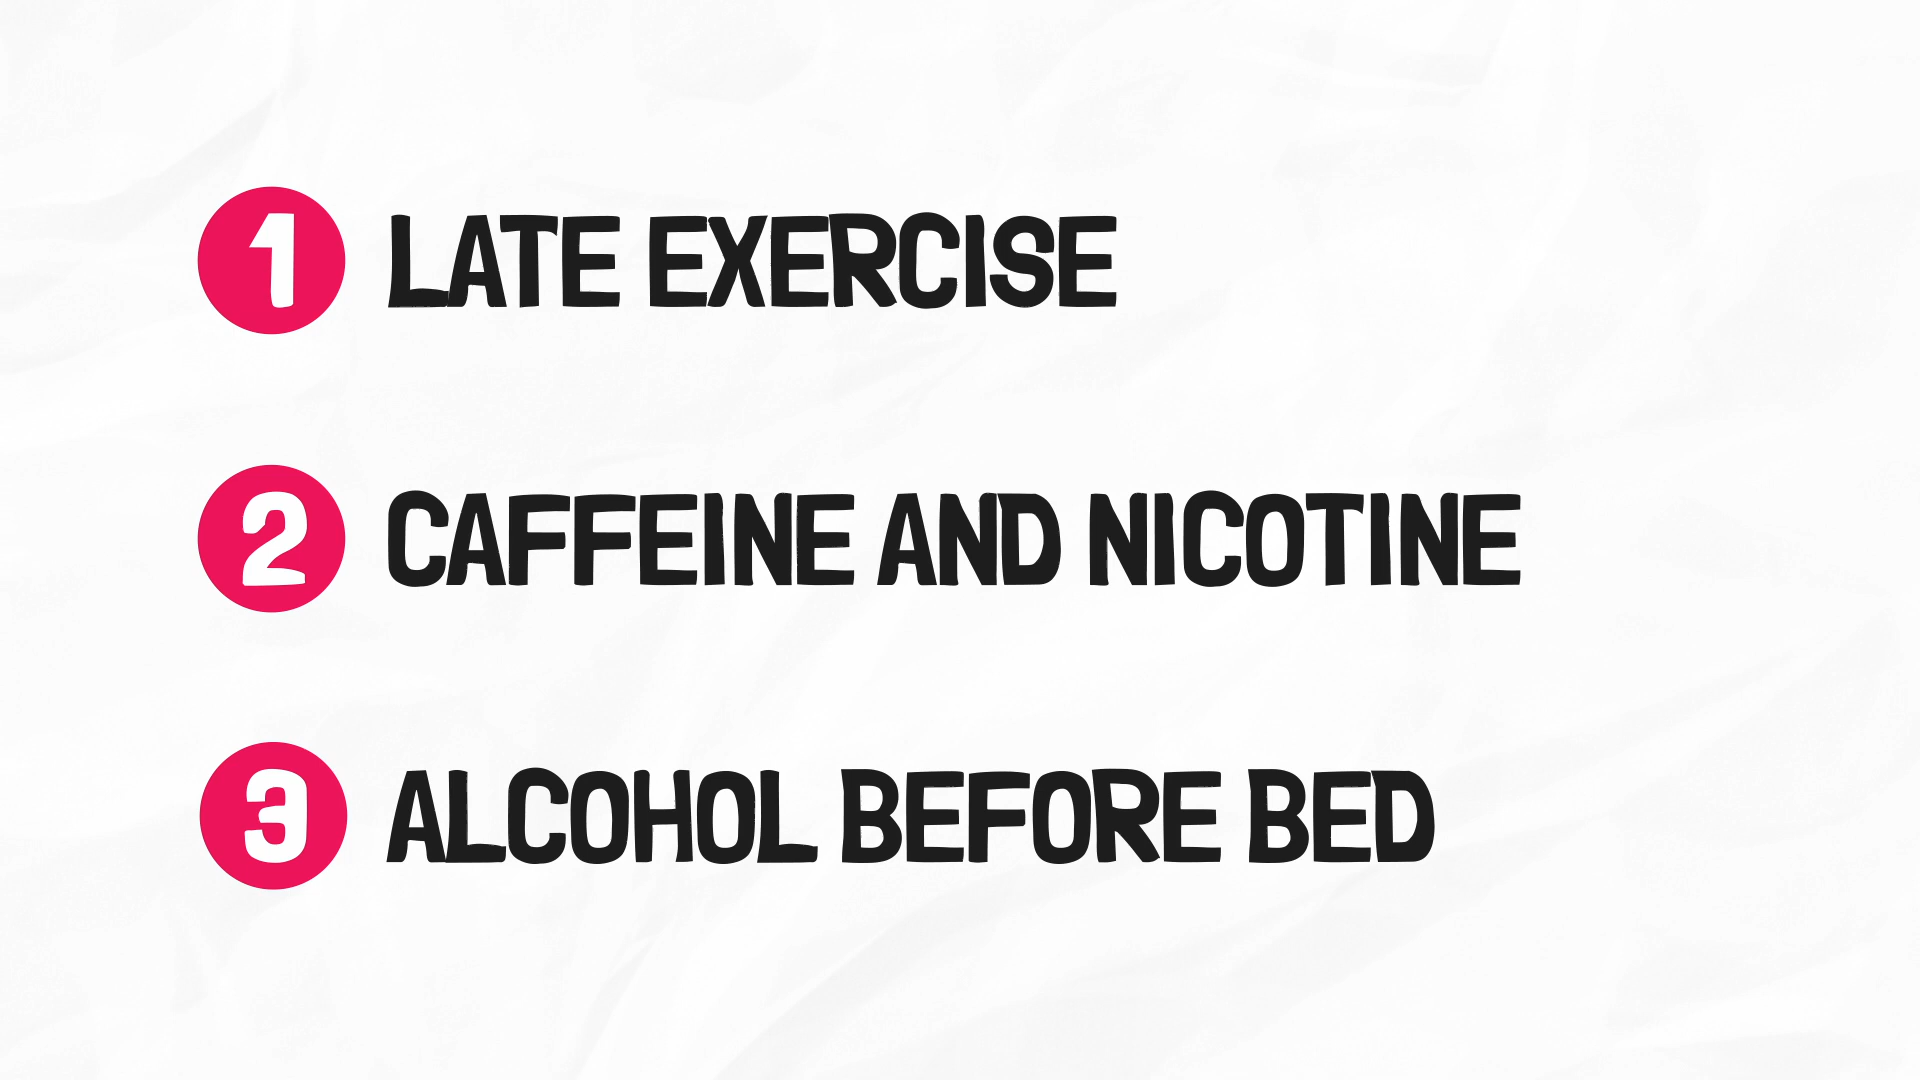 1 LATE EXERCISE
2 CAFFEINE AND NICOTINE
3 ALCOHOL BEFORE BED